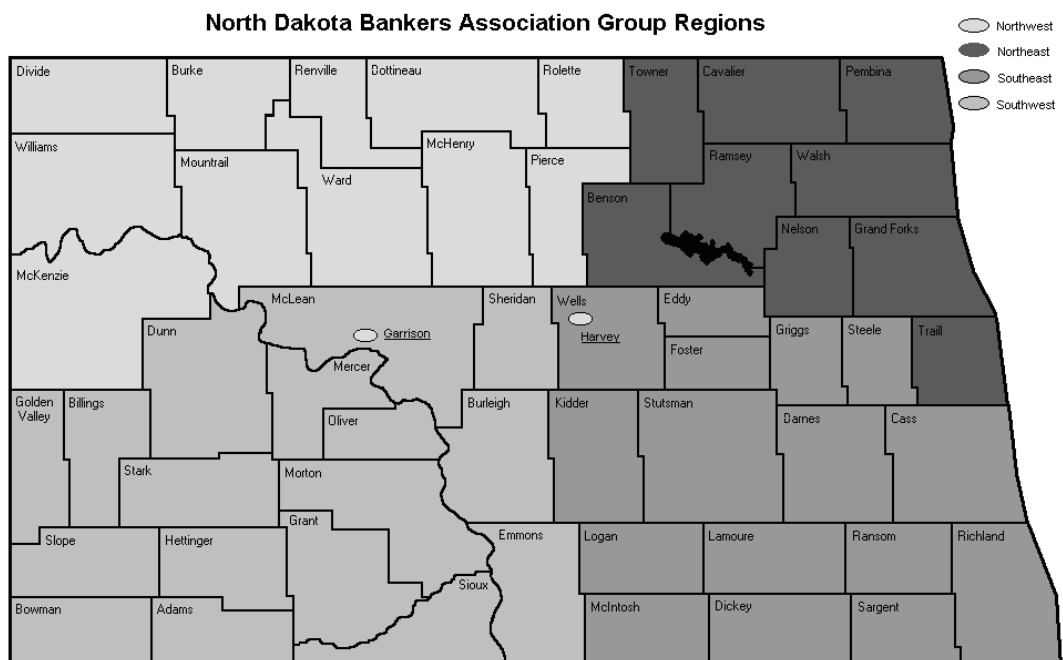 North Dakota Bankers Association Group Regions
Northwest
Northeast
Southeast
Southwest
Divide
Burke
Renville
Bottineau
Rolette
Towner
Cavalier
Pembina
Williams
Mountrail
Ward
McHenry
Pierce
Ramsey
Walsh
Benson
Nelson
Grand Forks
McKenzie
McLean
Sheridan
Wells
Eddy
Dunn
Garrison
Harvey
Griggs
Steele
Traill
Foster
Mercer
Golden
Valley
Billings
Oliver
Burleigh
Kidder
Stutsman
Barnes
Cass
Stark
Morton
Grant
Slope
Hettinger
Emmons
Logan
Lamoure
Ransom
Richland
Sioux
Bowman
Adams
McIntosh
Dickey
Sargent